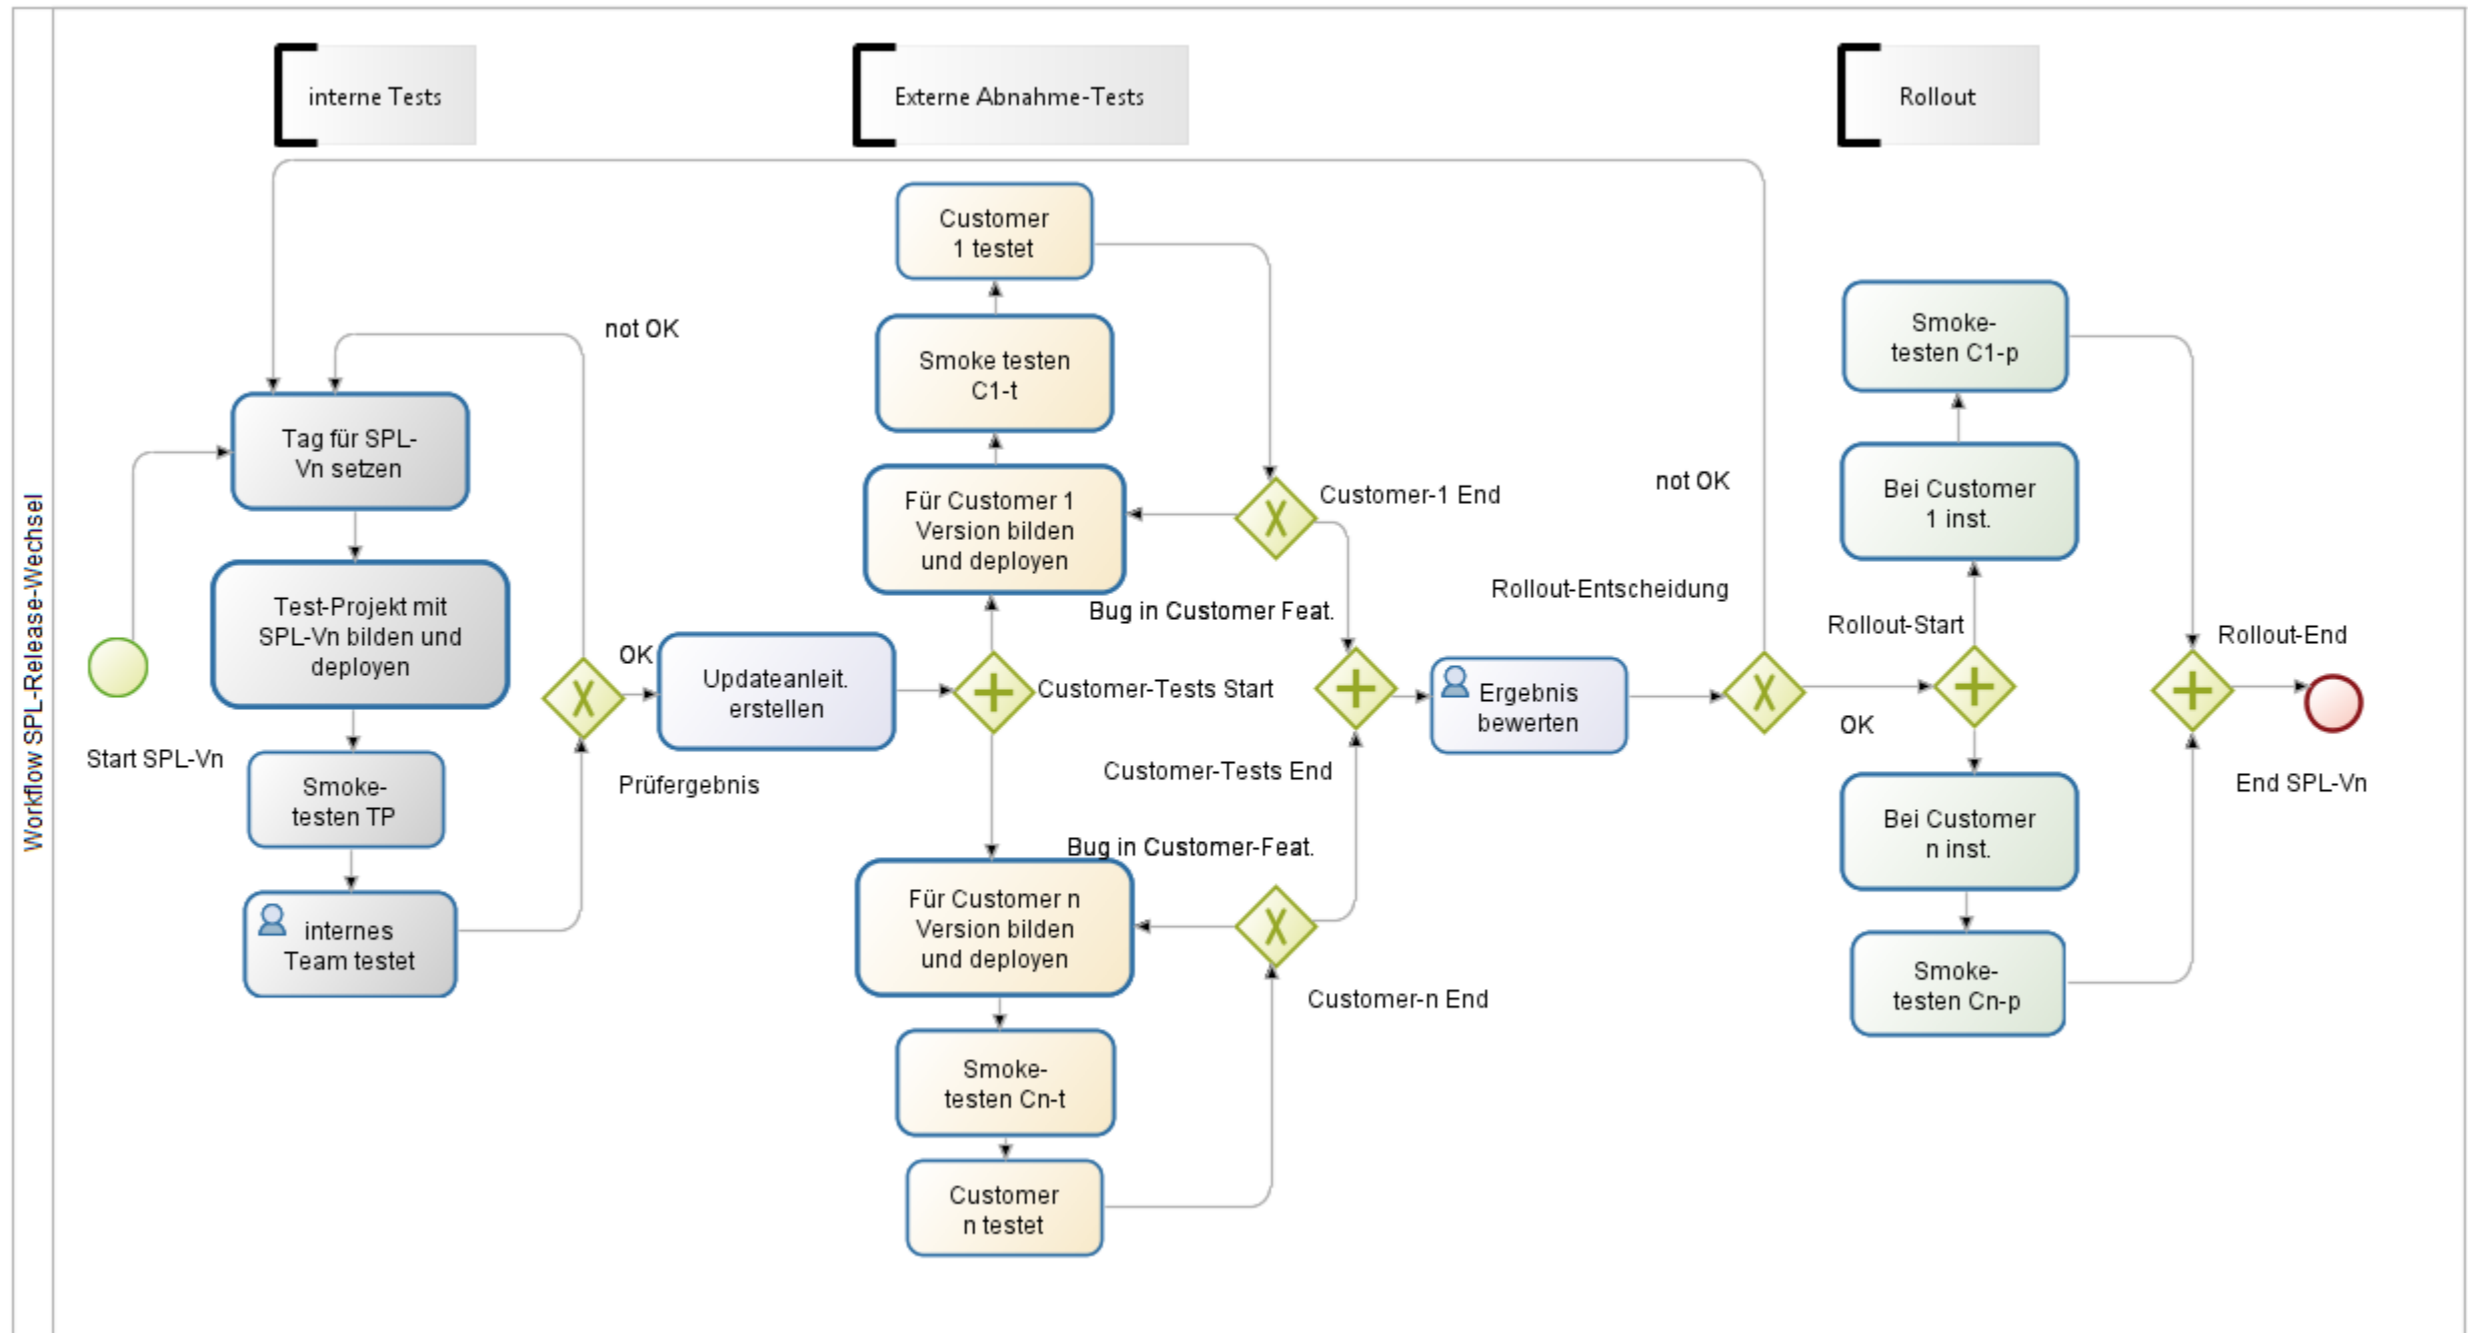 Workflow SPL-Release-Wechsel
interne Tests
Externe Abnahme-Tests
Rollout
Start SPL-Vn
Tag für SPL-
Vn setzen
Test-Projekt mit
SPL-Vn bilden und
deployen
Smoke-
testen TP
internes
Team testet
not OK
OK
Prüfergebnis
Updateanleit.
erstellen
Customer-Tests Start
Customer
1 testet
Smoke testen
C1-t
Für Customer 1
Version bilden
und deployen
Customer-1 End
Bug in Customer Feat.
Customer-Tests End
Bug in Customer-Feat.
Für Customer n
Version bilden
und deployen
Customer-n End
Smoke-
testen Cn-t
Customer
n testet
Ergebnis
bewerten
Rollout-Entscheidung
not OK
OK
Rollout-Start
Smoke-
testen C1-p
Bei Customer
1 inst.
Bei Customer
n inst.
Smoke-
testen Cn-p
Rollout-End
End SPL-Vn